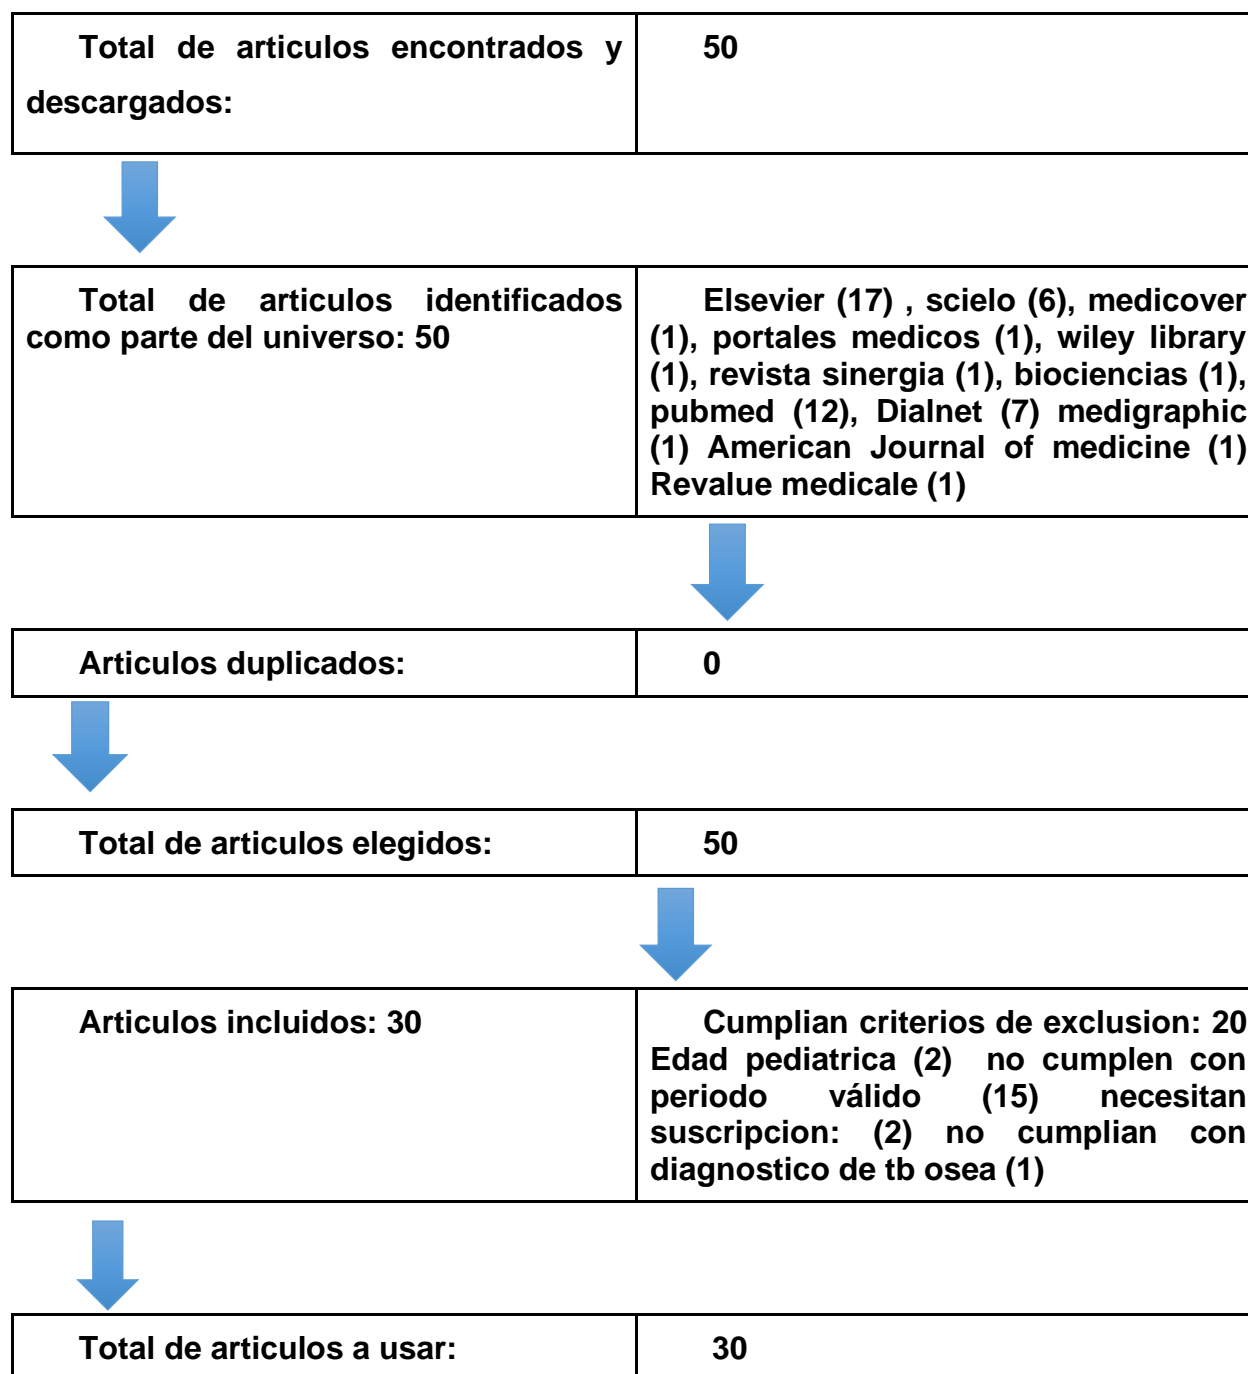 Total de articulos encontrados y
descargados:
50
Total de articulos identificados
como parte del universo: 50
Elsevier (17) , scielo (6), medicover
(1), portales medicos (1), wiley library
(1), revista sinergia (1), biociencias (1),
pubmed (12), Dialnet (7) medigraphic
(1) American Journal of medicine (1)
Revalue medicale (1)
Articulos duplicados:
0
Total de articulos elegidos:
50
Articulos incluidos: 30
Cumplian criterios de exclusion: 20
Edad pediatrica (2) no cumplen con
periodo válido (15) necesitan
suscripcion: (2) no cumplian con
diagnostico de tb osea (1)
Total de articulos a usar:
30